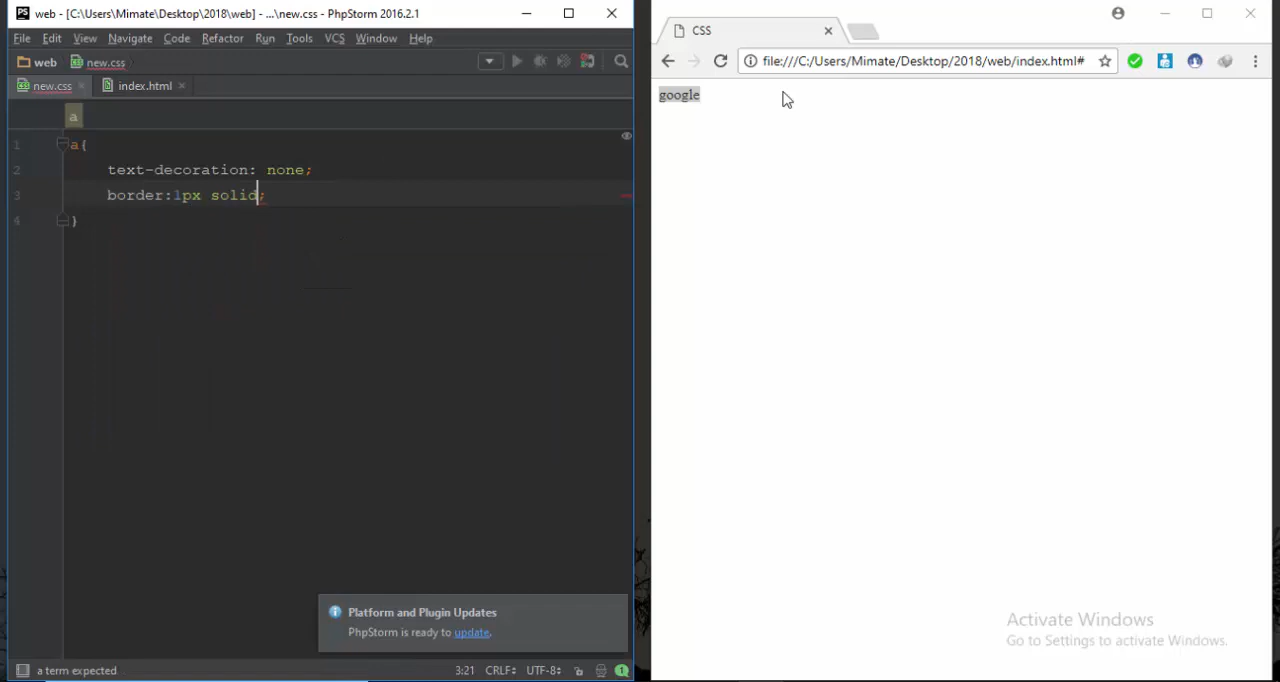 PS web - [C:\Users\Mimate\Desktop\2018\web] - ...\new.css - PhpStorm 2016.2.1
File Edit View Navigate Code Refactor Run Tools VCS Window Help
web new.css
new.css index.html
a
1 a{
2 text-decoration: none;
3 border:1px solid;
4 }
Platform and Plugin Updates
PhpStorm is ready to update.
a term expected 3:21 CRLF÷ UTF-8÷ 1
CSS
file:///C:/Users/Mimate/Desktop/2018/web/index.html#
google
Activate Windows
Go to Settings to activate Windows.